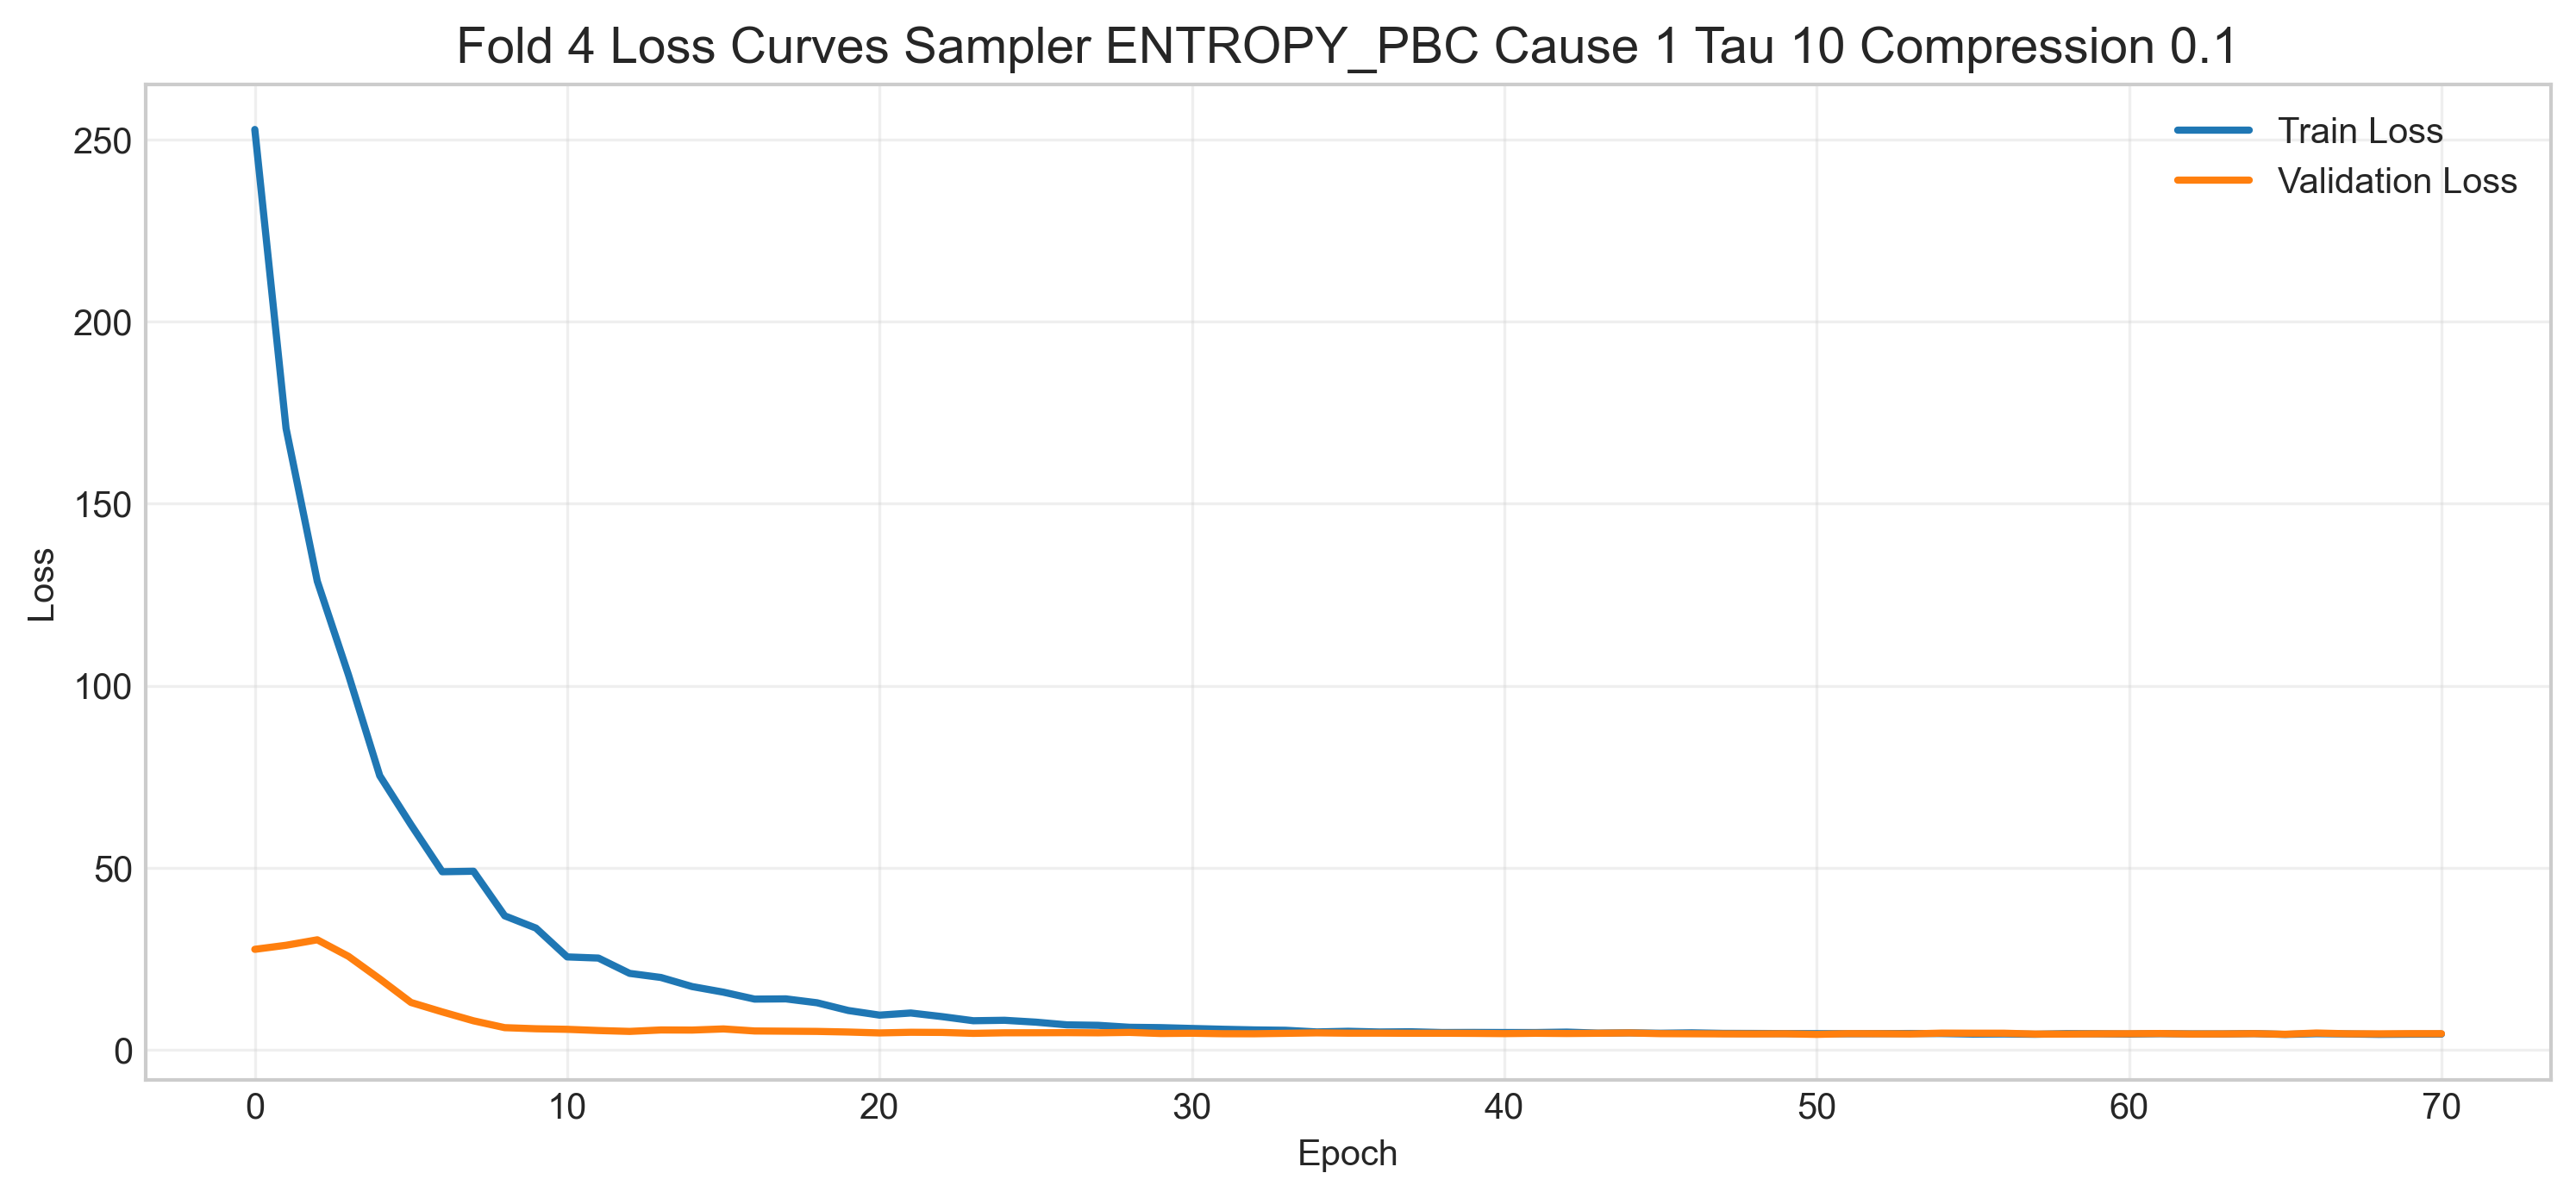 Fold 4 Loss Curves Sampler ENTROPY_PBC Cause 1 Tau 10 Compression 0.1
Train Loss
Validation Loss
250
200
150
100
50
0
Loss
0 10 20 30 40 50 60 70
Epoch